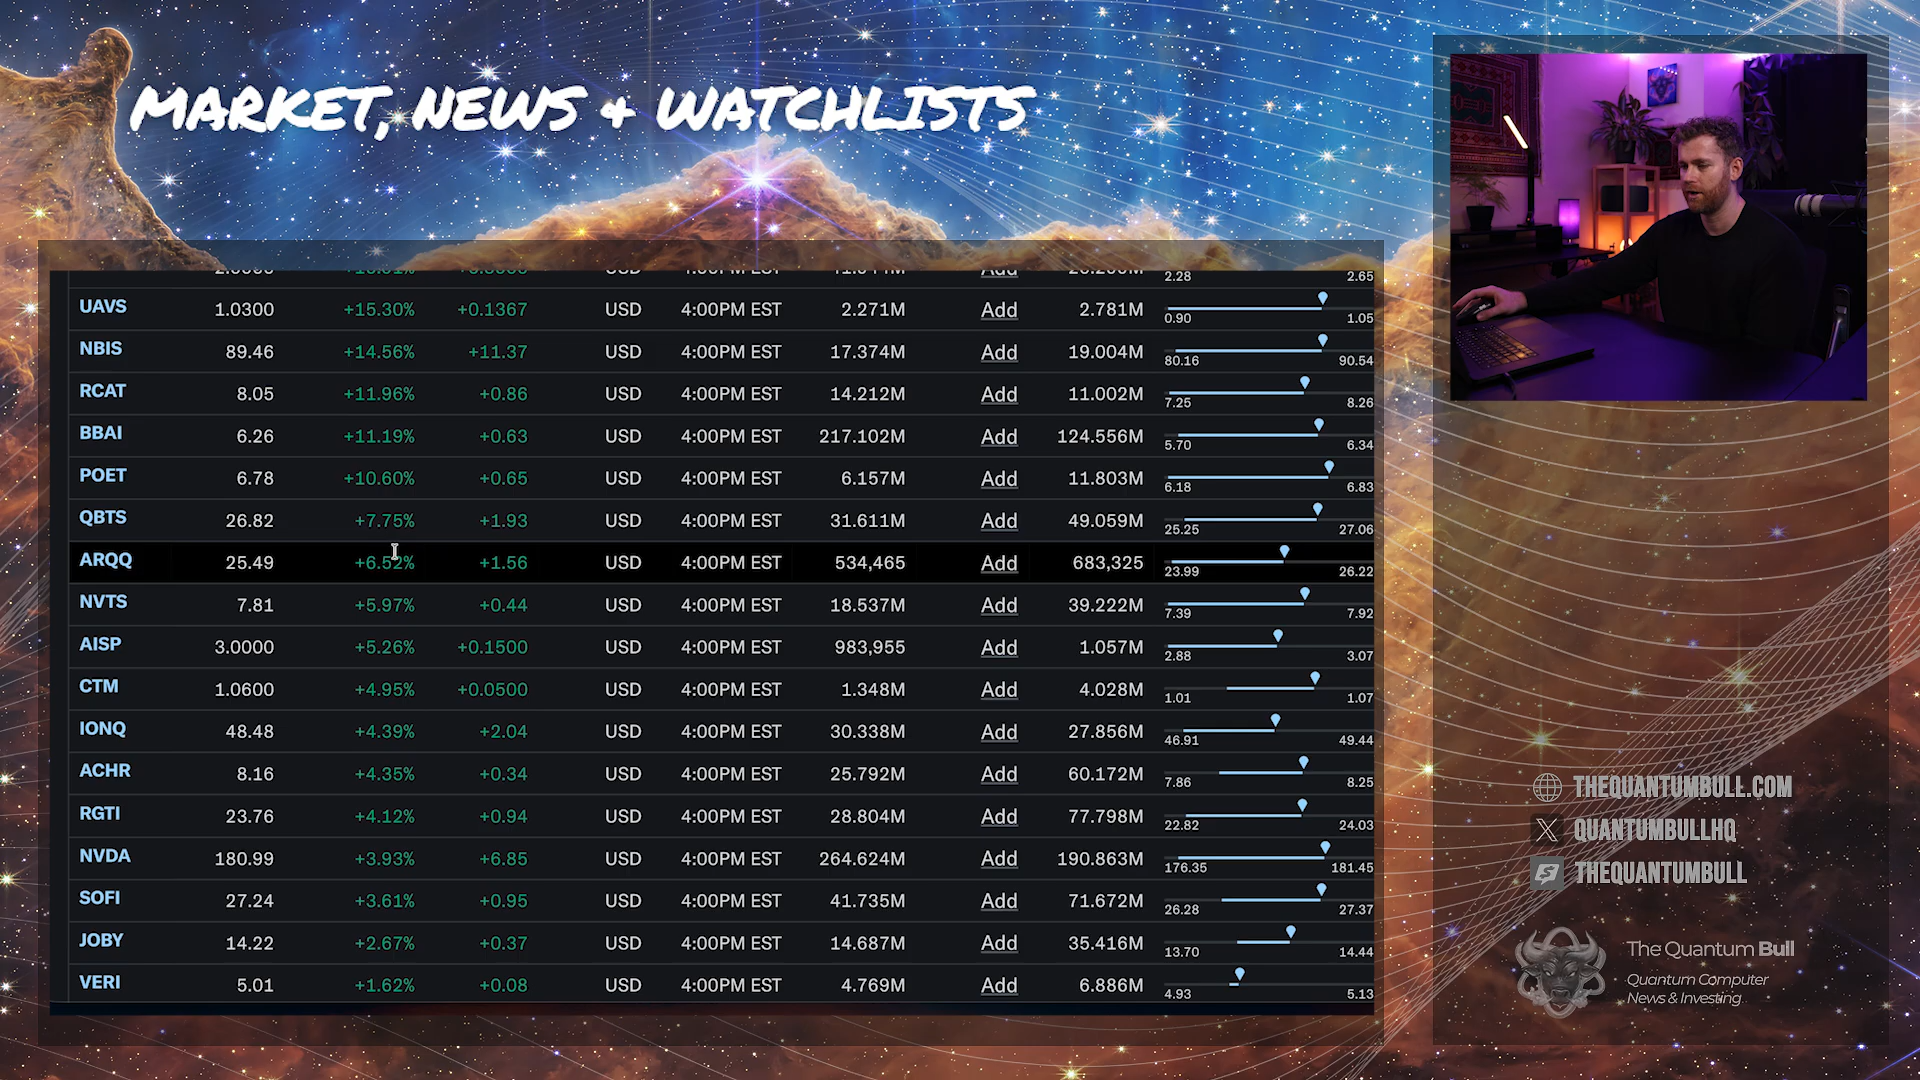 MARKET, NEWS & WATCHLISTS
2.28 2.65
UAVS 1.0300 +15.30% +0.1367 USD 4:00PM EST 2.271M Add 2.781M 0.90 1.05
NBIS 89.46 +14.56% +11.37 USD 4:00PM EST 17.374M Add 19.004M 80.16 90.54
RCAT 8.05 +11.96% +0.86 USD 4:00PM EST 14.212M Add 11.002M 7.25 8.26
BBAI 6.26 +11.19% +0.63 USD 4:00PM EST 217.102M Add 124.556M 5.70 6.34
POET 6.78 +10.60% +0.65 USD 4:00PM EST 6.157M Add 11.803M 6.18 6.83
QBTS 26.82 +7.75% +1.93 USD 4:00PM EST 31.611M Add 49.059M 25.25 27.06
ARQQ 25.49 +6.52% +1.56 USD 4:00PM EST 534,465 Add 683,325 23.99 26.22
NVTS 7.81 +5.97% +0.44 USD 4:00PM EST 18.537M Add 39.222M 7.39 7.92
AISP 3.0000 +5.26% +0.1500 USD 4:00PM EST 983,955 Add 1.057M 2.88 3.07
CTM 1.0600 +4.95% +0.0500 USD 4:00PM EST 1.348M Add 4.028M 1.01 1.07
IONQ 48.48 +4.39% +2.04 USD 4:00PM EST 30.338M Add 27.856M 46.91 49.44
ACHR 8.16 +4.35% +0.34 USD 4:00PM EST 25.792M Add 60.172M 7.86 8.25
RGTI 23.76 +4.12% +0.94 USD 4:00PM EST 28.804M Add 77.798M 22.82 24.03
NVDA 180.99 +3.93% +6.85 USD 4:00PM EST 264.624M Add 190.863M 176.35 181.45
SOFI 27.24 +3.61% +0.95 USD 4:00PM EST 41.735M Add 71.672M 26.28 27.37
JOBY 14.22 +2.67% +0.37 USD 4:00PM EST 14.687M Add 35.416M 13.70 14.44
VERI 5.01 +1.62% +0.08 USD 4:00PM EST 4.769M Add 6.886M 4.93 5.13
THEQUANTUMBULL.COM
QUANTUMBULLHQ
THEQUANTUMBULL
The Quantum Bull
Quantum Computer
News & Investing